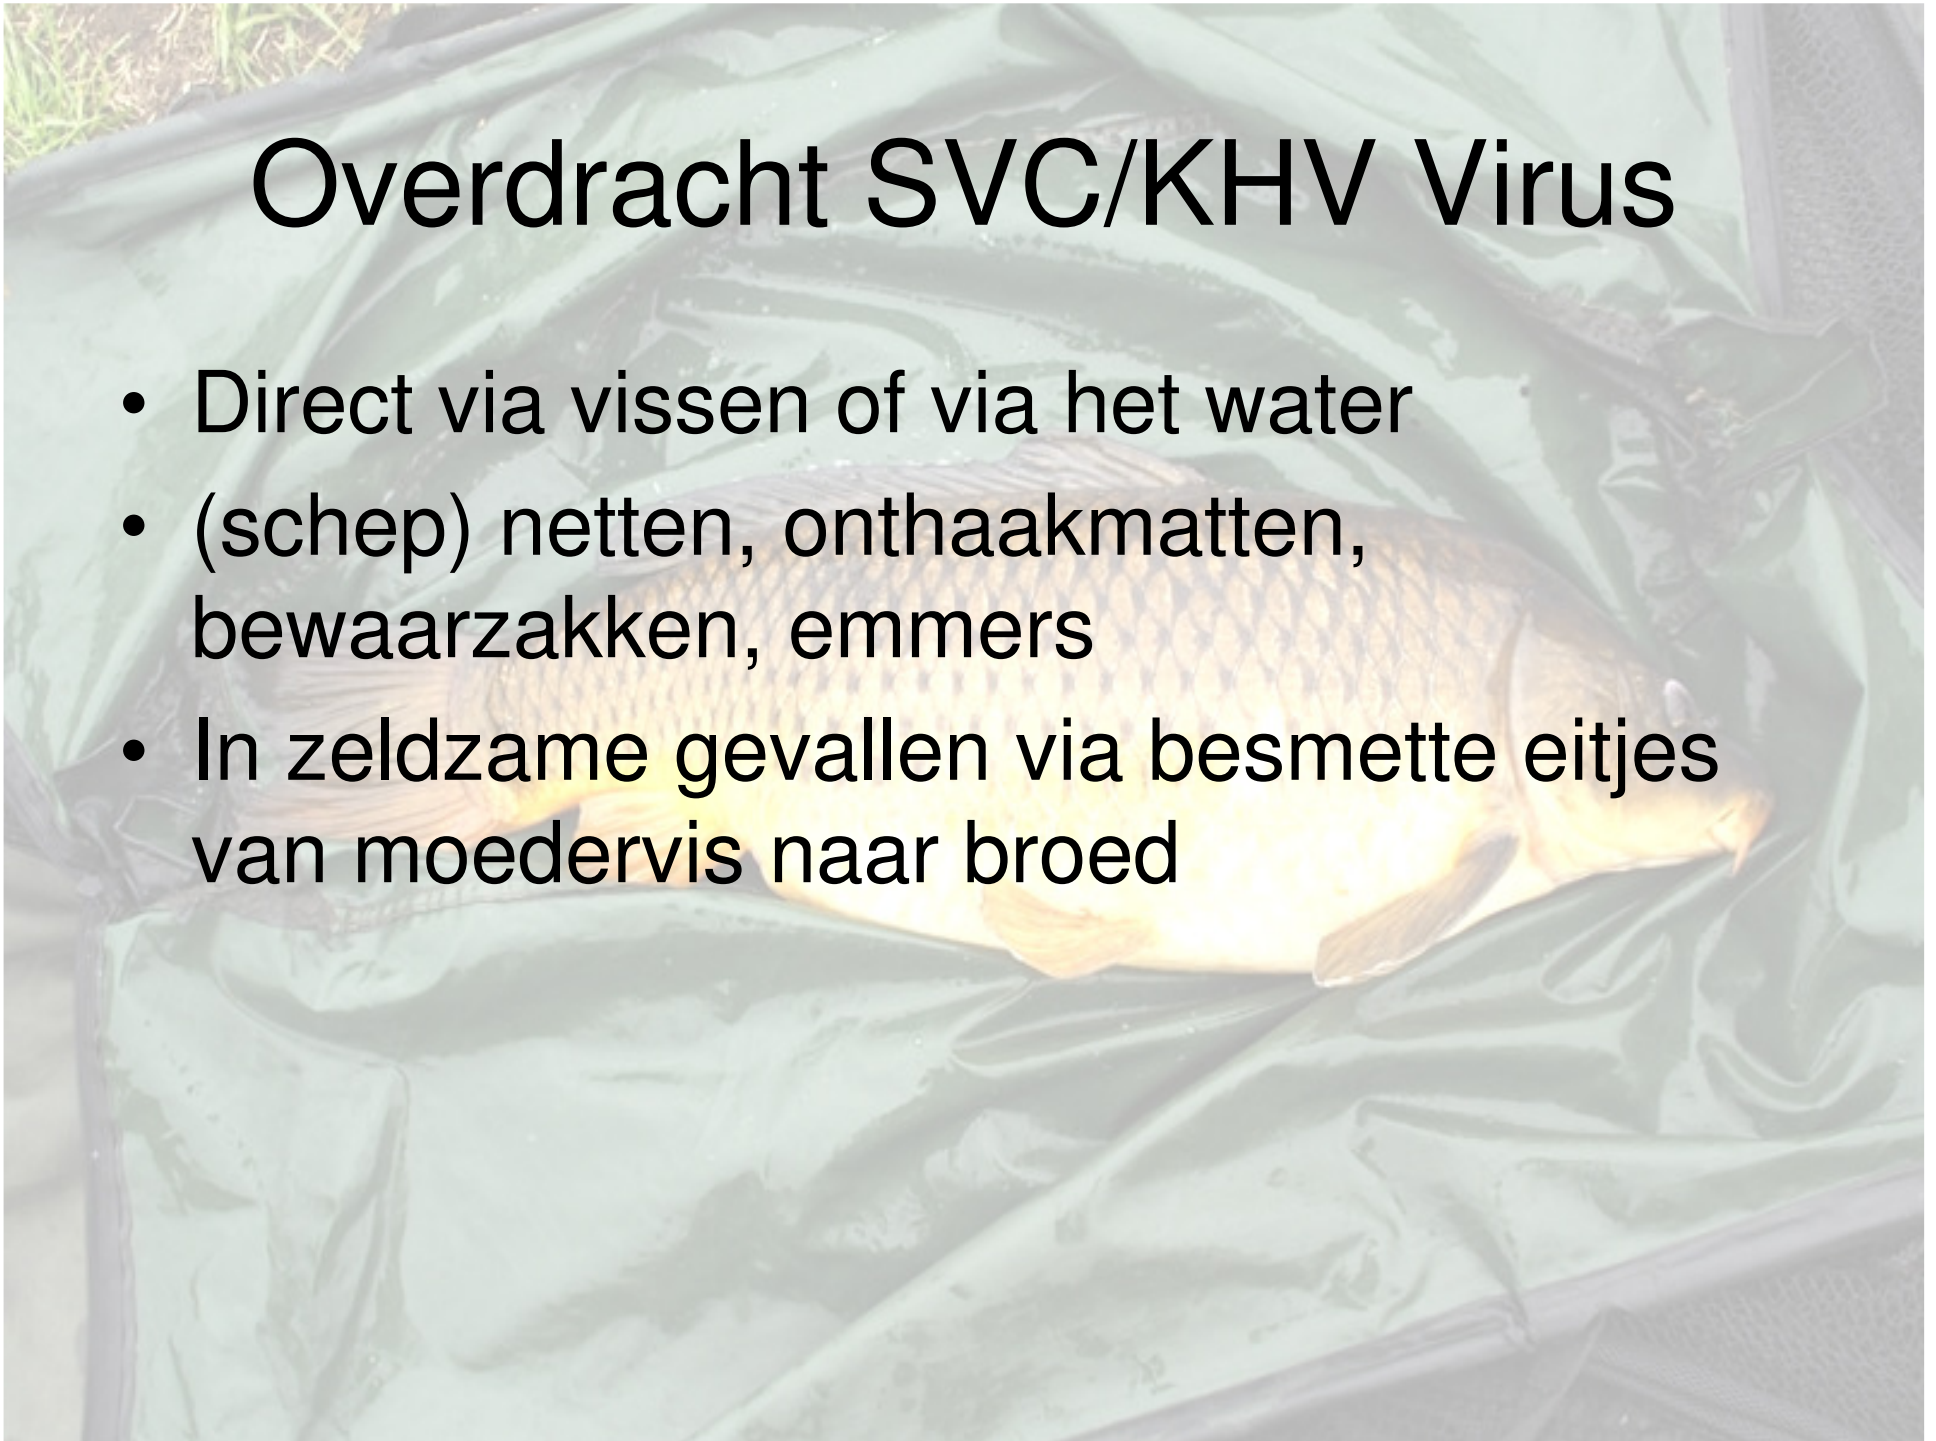 Overdracht SVC/KHV Virus
• Direct via vissen of via het water
• (schep) netten, onthaakmatten,
bewaarzakken, emmers
• In zeldzame gevallen via besmette eitjes
van moedervis naar broed